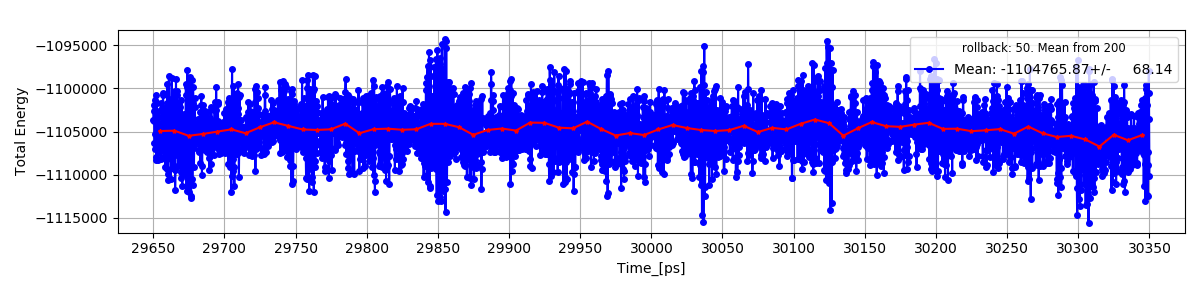 rollback: 50. Mean from 200
Mean: -1104765.87+/- 68.14
Total Energy
−1095000
−1100000
−1105000
−1110000
−1115000
29650 29700 29750 29800 29850 29900 29950 30000 30050 30100 30150 30200 30250 30300 30350
Time_[ps]